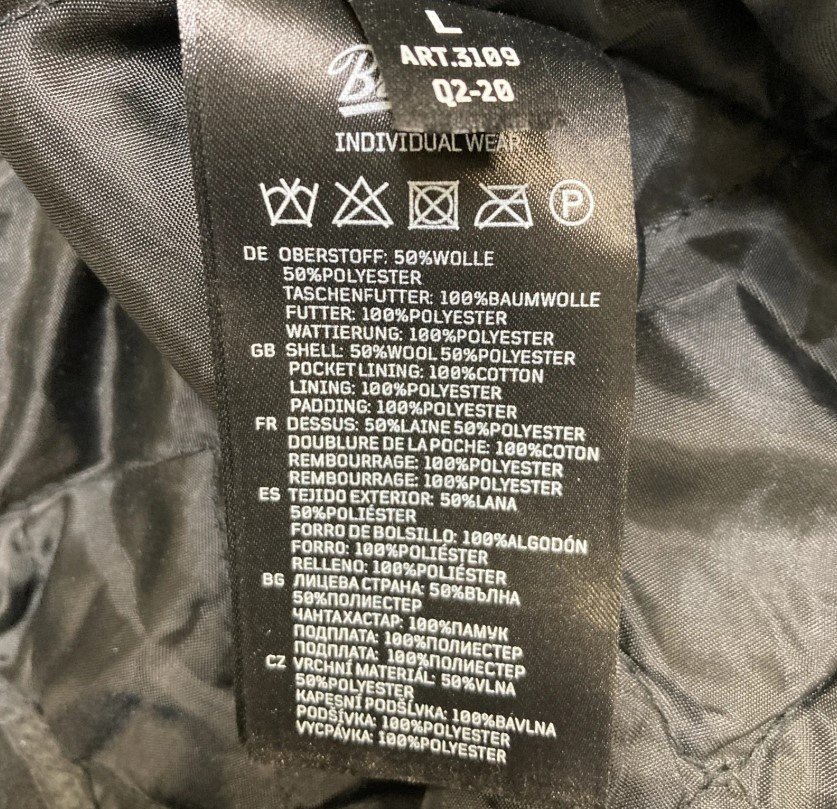 L
ART.3109
Q2-20
INDIVIDUAL WEAR
P
DE OBERSTOFF: 50%WOLLE
50%POLYESTER
TASCHENFUTTER: 100%BAUMWOLLE
FUTTER: 100%POLYESTER
WATTIERUNG: 100%POLYESTER
GB SHELL: 50%WOOL 50%POLYESTER
POCKET LINING: 100%COTTON
LINING: 100%POLYESTER
PADDING: 100%POLYESTER
FR DESSUS: 50%LAINE 50%POLYESTER
DOUBLURE DE LA POCHE: 100%COTON
REMBOURRAGE: 100%POLYESTER
REMBOURRAGE: 100%POLYESTER
ES TEJIDO EXTERIOR: 50%LANA
50%POLIÉSTER
FORRO DE BOLSILLO: 100%ALGODÓN
FORRO: 100%POLIÉSTER
RELLENO: 100%POLIÉSTER
BG ЛИЦЕВА СТРАНА: 50%ВЪЛНА
50%ПОЛИЕСТЕР
ЧАНТАХАСТАР: 100%ПАМУК
ПОДПЛАТА: 100%ПОЛИЕСТЕР
ПОДПЛАТА: 100%ПОЛИЕСТЕР
CZ VRCHNÍ MATERIÁL: 50%VLNA
50%POLYESTER
KAPESNÍ PODŠÍVKA: 100%BAVLNA
PODŠÍVKA: 100%POLYESTER
VYCPÁVKA: 100%POLYESTER